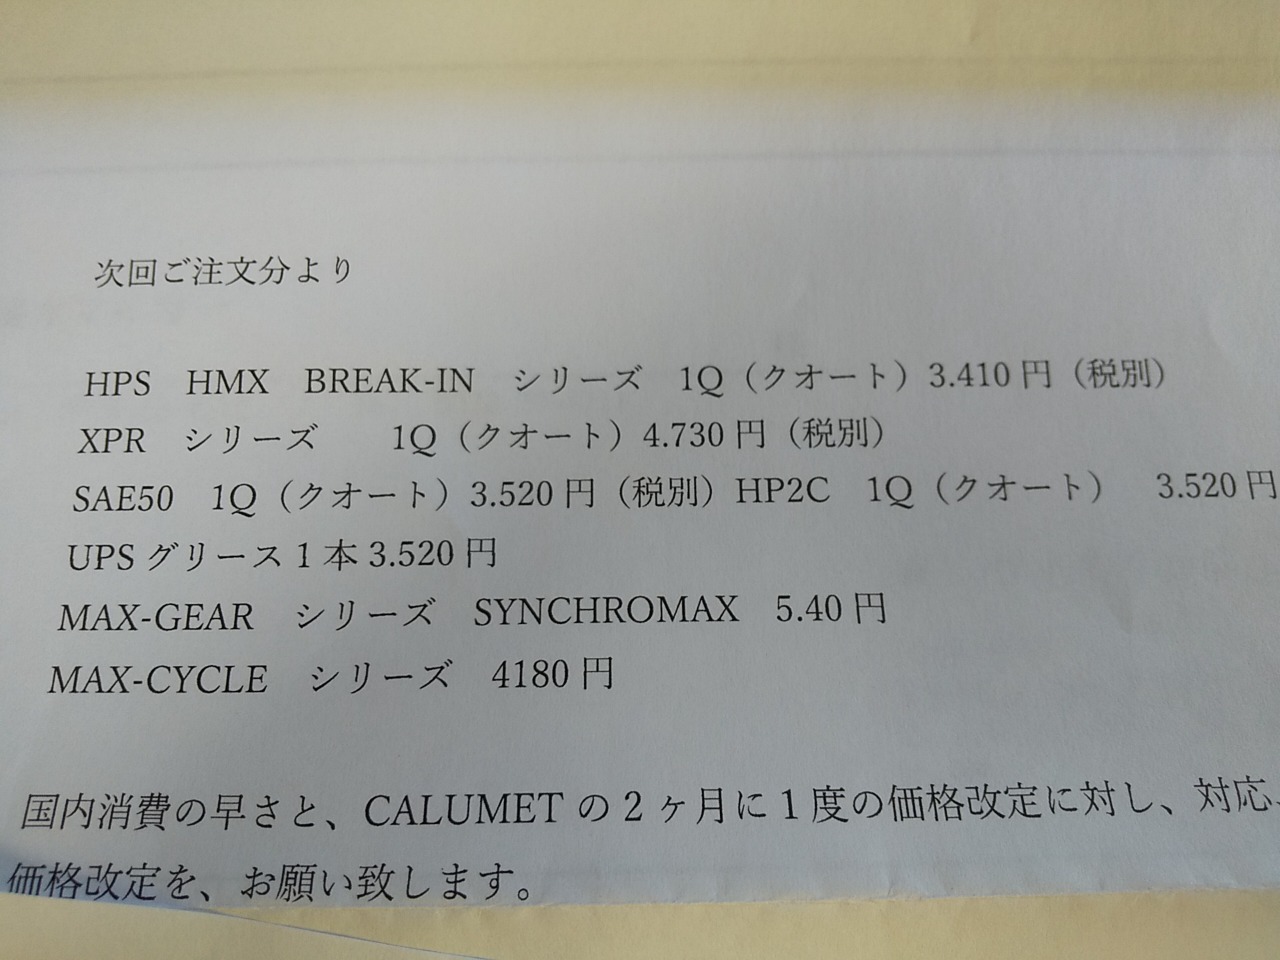 次回ご注文分より
HPS　HMX　BREAK-IN　シリーズ　1Q（クオート）3.410 円（税別）
XPR　シリーズ　　1Q（クオート）4.730 円（税別）
SAE50　1Q（クオート）3.520 円（税別）HP2C　1Q（クオート）　3.520 円
UPS グリース 1 本 3.520 円
MAX-GEAR　シリーズ　SYNCHROMAX　5.40 円
MAX-CYCLE　シリーズ　4180 円
国内消費の早さと、CALUMET の 2 ヶ月に 1 度の価格改定に対し、対応、
価格改定を、お願い致します。